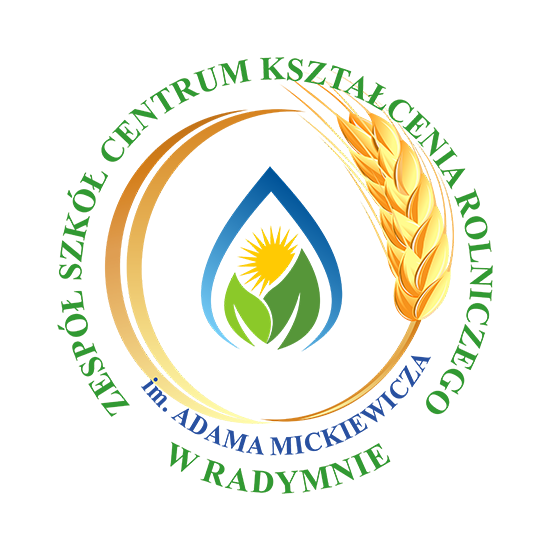 ZESPÓŁ SZKÓŁ CENTRUM KSZTAŁCENIA ROLNICZEGO
im. ADAMA MICKIEWICZA
W RADYMNIE